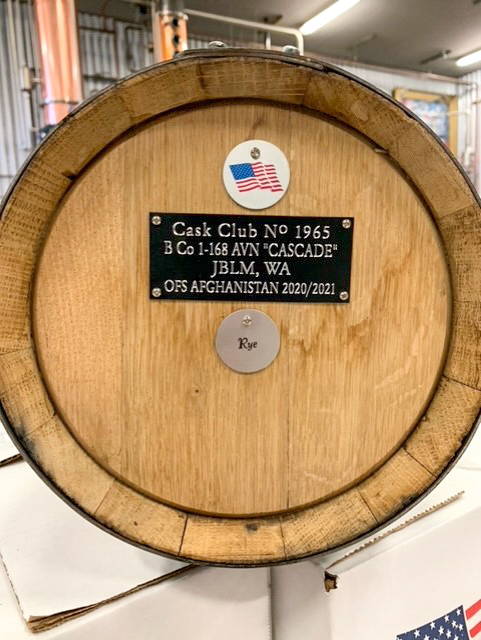 Cask Club Nº 1965
B Co 1-168 AVN "CASCADE"
JBLM, WA
OFS AFGHANISTAN 2020/2021
Rye